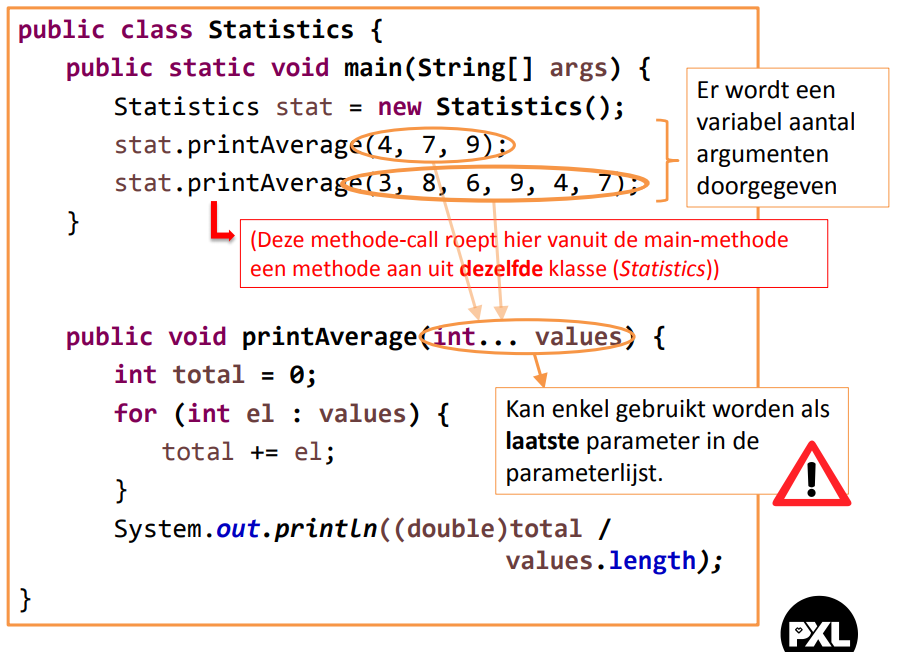 public class Statistics {
public static void main(String[] args) {
Statistics stat = new Statistics();
stat.printAverage(4, 7, 9);
stat.printAverage(3, 8, 6, 9, 4, 7);
}
Er wordt een
variabel aantal
argumenten
doorgegeven
(Deze methode-call roept hier vanuit de main-methode
een methode aan uit dezelfde klasse (Statistics))
public void printAverage(int... values) {
int total = 0;
for (int el : values) {
total += el;
}
System.out.println((double)total /
values.length);
}
Kan enkel gebruikt worden als
laatste parameter in de
parameterlijst.
!
PXL